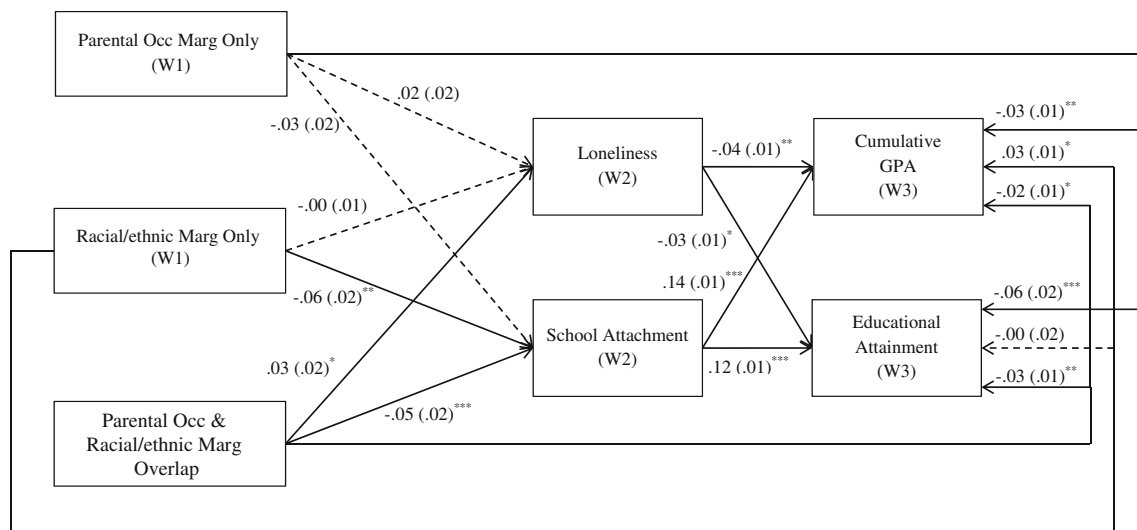 Parental Occ Marg Only
(W1)
.02 (.02)
-.03 (.02)
Loneliness
(W2)
-.04 (.01)**
Cumulative
GPA
(W3)
-.03 (.01)**
.03 (.01)*
-.02 (.01)*
Racial/ethnic Marg Only
(W1)
-.00 (.01)
-.06 (.02)**
-.03 (.01)*
.14 (.01)***
School Attachment
(W2)
.12 (.01)***
Educational
Attainment
(W3)
-.06 (.02)***
-.00 (.02)
-.03 (.01)**
.03 (.02)*
-.05 (.02)***
Parental Occ &
Racial/ethnic Marg
Overlap